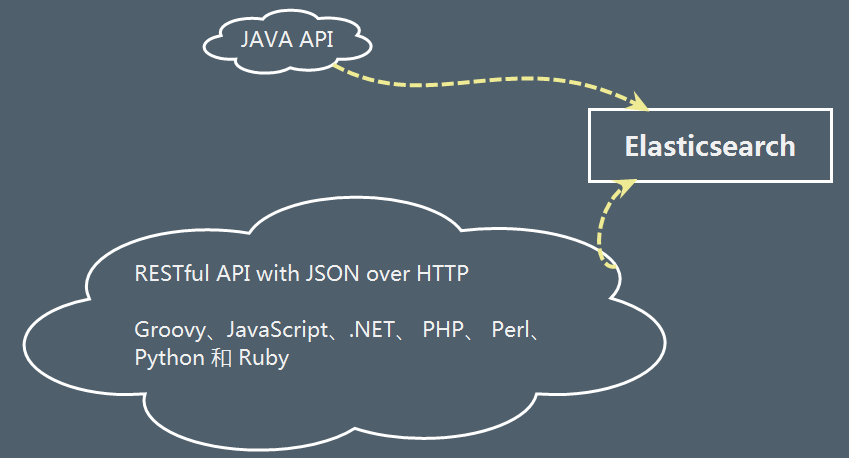 JAVA API
Elasticsearch
RESTful API with JSON over HTTP
Groovy、JavaScript、.NET、 PHP、 Perl、
Python 和 Ruby